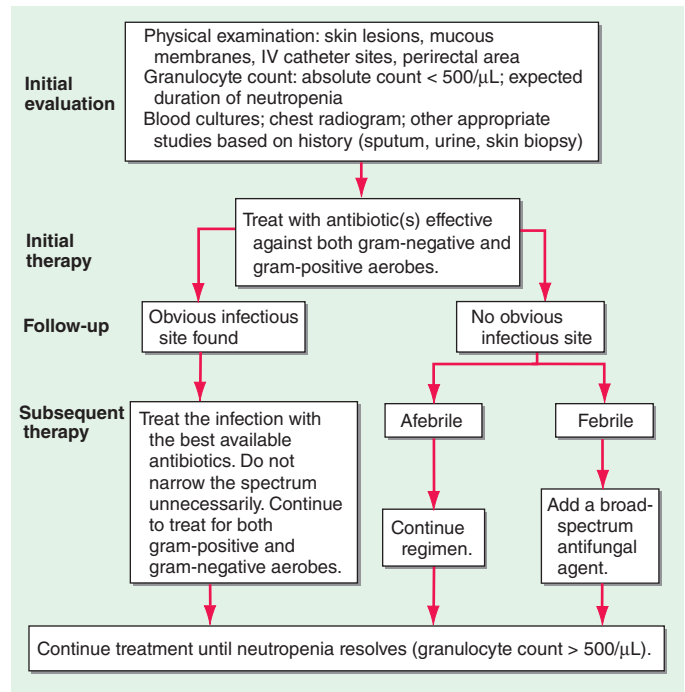 Initial
evaluation
Physical examination: skin lesions, mucous
membranes, IV catheter sites, perirectal area
Granulocyte count: absolute count < 500/μL; expected
duration of neutropenia
Blood cultures; chest radiogram; other appropriate
studies based on history (sputum, urine, skin biopsy)
Initial
therapy
Treat with antibiotic(s) effective
against both gram-negative and
gram-positive aerobes.
Follow-up
Obvious infectious
site found
No obvious
infectious site
Subsequent
therapy
Treat the infection with
the best available
antibiotics. Do not
narrow the spectrum
unnecessarily. Continue
to treat for both
gram-positive and
gram-negative aerobes.
Afebrile
Febrile
Continue
regimen.
Add a broad-
spectrum
antifungal
agent.
Continue treatment until neutropenia resolves (granulocyte count > 500/μL).